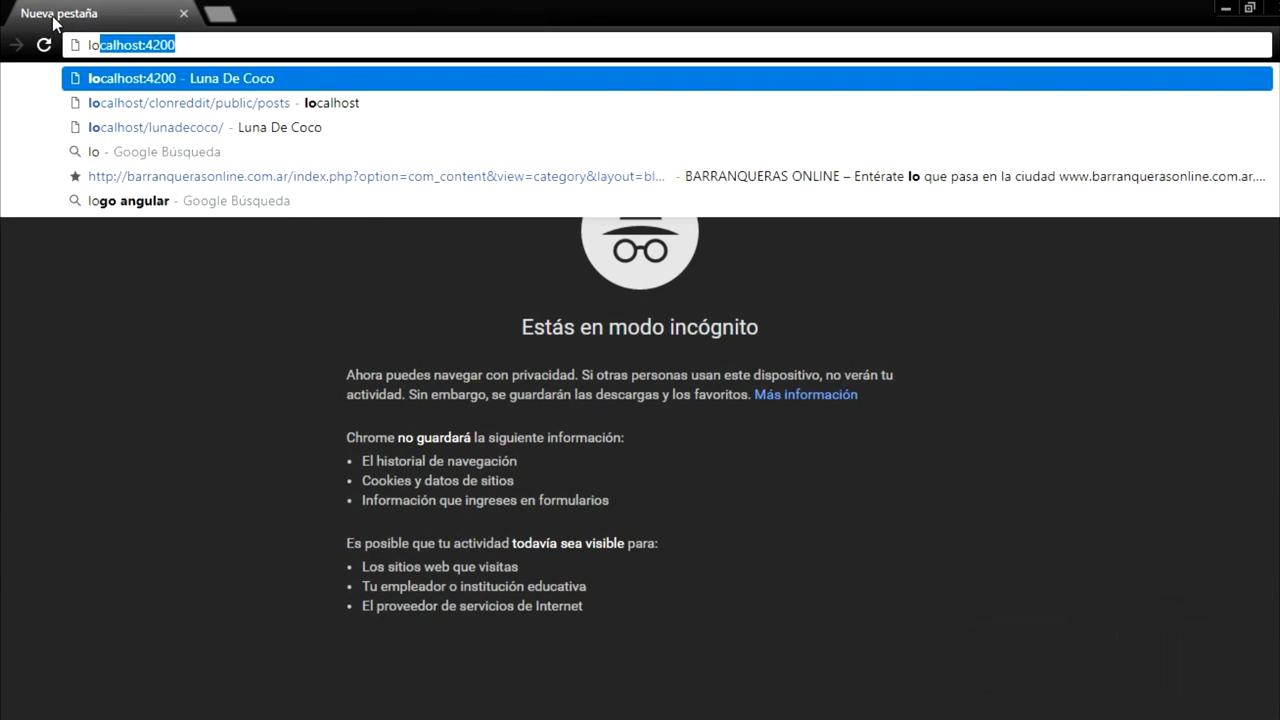 Nueva pestaña
localhost:4200
localhost:4200 - Luna De Coco
localhost/clonreddit/public/posts - localhost
localhost/lunadecoco/ - Luna De Coco
lo - Google Búsqueda
http://barranquerasonline.com.ar/index.php?option=com_content&view=category&layout=bl... - BARRANQUERAS ONLINE – Entérate lo que pasa en la ciudad www.barranquerasonline.com.ar,...
logo angular - Google Búsqueda
Estás en modo incógnito
Ahora puedes navegar con privacidad. Si otras personas usan este dispositivo, no verán tu
actividad. Sin embargo, se guardarán las descargas y los favoritos. Más información
Chrome no guardará la siguiente información:
• El historial de navegación
• Cookies y datos de sitios
• Información que ingreses en formularios
Es posible que tu actividad todavía sea visible para:
• Los sitios web que visitas
• Tu empleador o institución educativa
• El proveedor de servicios de Internet